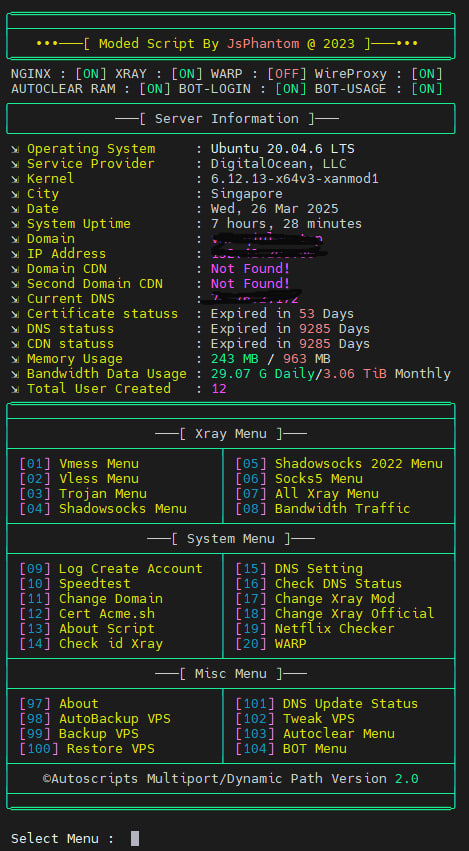 •••───[ Moded Script By JsPhantom @ 2023 ]───•••
NGINX : [ON] XRAY : [ON] WARP : [OFF] WireProxy : [ON]
AUTOCLEAR RAM : [ON] BOT-LOGIN : [ON] BOT-USAGE : [ON]
───[ Server Information ]───
⇲ Operating System : Ubuntu 20.04.6 LTS
⇲ Service Provider : DigitalOcean, LLC
⇲ Kernel : 6.12.13-x64v3-xanmod1
⇲ City : Singapore
⇲ Date : Wed, 26 Mar 2025
⇲ System Uptime : 7 hours, 28 minutes
⇲ Domain :
⇲ IP Address :
⇲ Domain CDN : Not Found!
⇲ Second Domain CDN : Not Found!
⇲ Current DNS :
⇲ Certificate statuss : Expired in 53 Days
⇲ DNS statuss : Expired in 9285 Days
⇲ CDN statuss : Expired in 9285 Days
⇲ Memory Usage : 243 MB / 963 MB
⇲ Bandwidth Data Usage : 29.07 G Daily/3.06 TiB Monthly
⇲ Total User Created : 12
───[ Xray Menu ]───
[01] Vmess Menu [05] Shadowsocks 2022 Menu
[02] Vless Menu [06] Socks5 Menu
[03] Trojan Menu [07] All Xray Menu
[04] Shadowsocks Menu [08] Bandwidth Traffic
───[ System Menu ]───
[09] Log Create Account [15] DNS Setting
[10] Speedtest [16] Check DNS Status
[11] Change Domain [17] Change Xray Mod
[12] Cert Acme.sh [18] Change Xray Official
[13] About Script [19] Netflix Checker
[14] Check id Xray [20] WARP
───[ Misc Menu ]───
[97] About [101] DNS Update Status
[98] AutoBackup VPS [102] Tweak VPS
[99] Backup VPS [103] Autoclear Menu
[100] Restore VPS [104] BOT Menu
©Autoscripts Multiport/Dynamic Path Version 2.0
Select Menu :